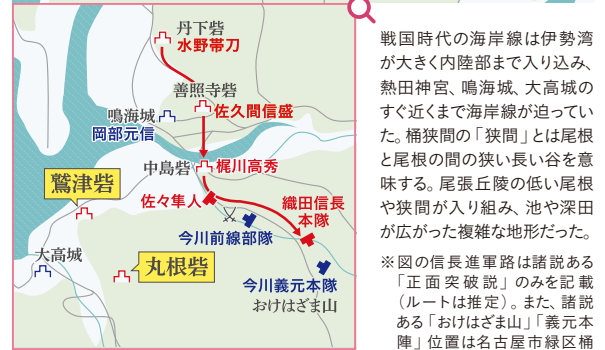 丹下砦
水野帯刀
善照寺砦
佐久間信盛
鳴海城
岡部元信
中島砦
梶川高秀
鷲津砦
佐々隼人
織田信長
本隊
今川前線部隊
大高城
丸根砦
今川義元本隊
おけはざま山
戦国時代の海岸線は伊勢湾
が大きく内陸部まで入り込み、
熱田神宮、鳴海城、大高城の
すぐ近くまで海岸線が迫ってい
た。桶狭間の「狭間」とは尾根
と尾根の間の狭い長い谷を意
味する。尾張丘陵の低い尾根
や狭間が入り組み、池や深田
が広がった複雑な地形だった。
※図の信長進軍路は諸説ある
「正面突破説」のみを記載
（ルートは推定）。また、諸説
ある「おけはざま山」「義元本
陣」位置は名古屋市緑区桶